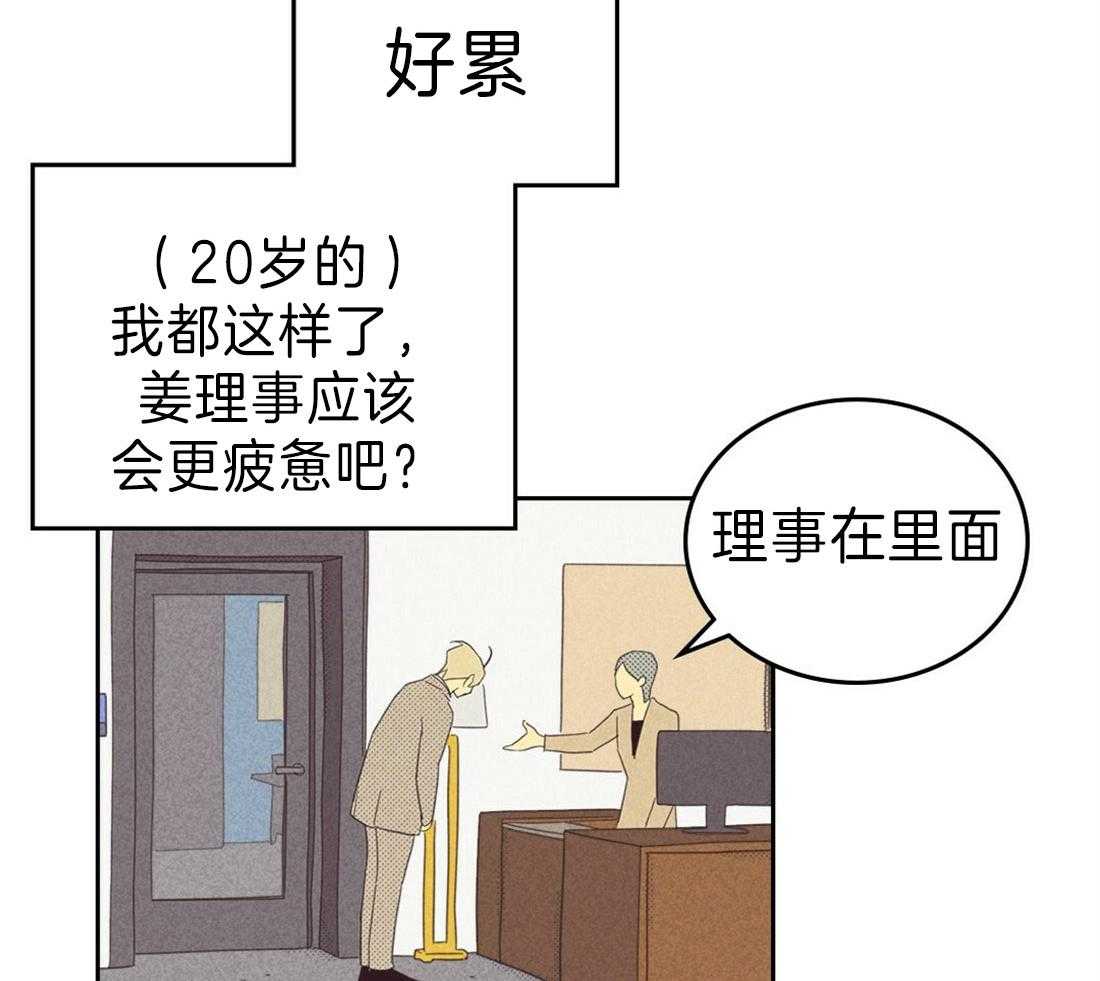 好累
（20岁的）
我都这样了，
姜理事应该
会更疲惫吧？
理事在里面